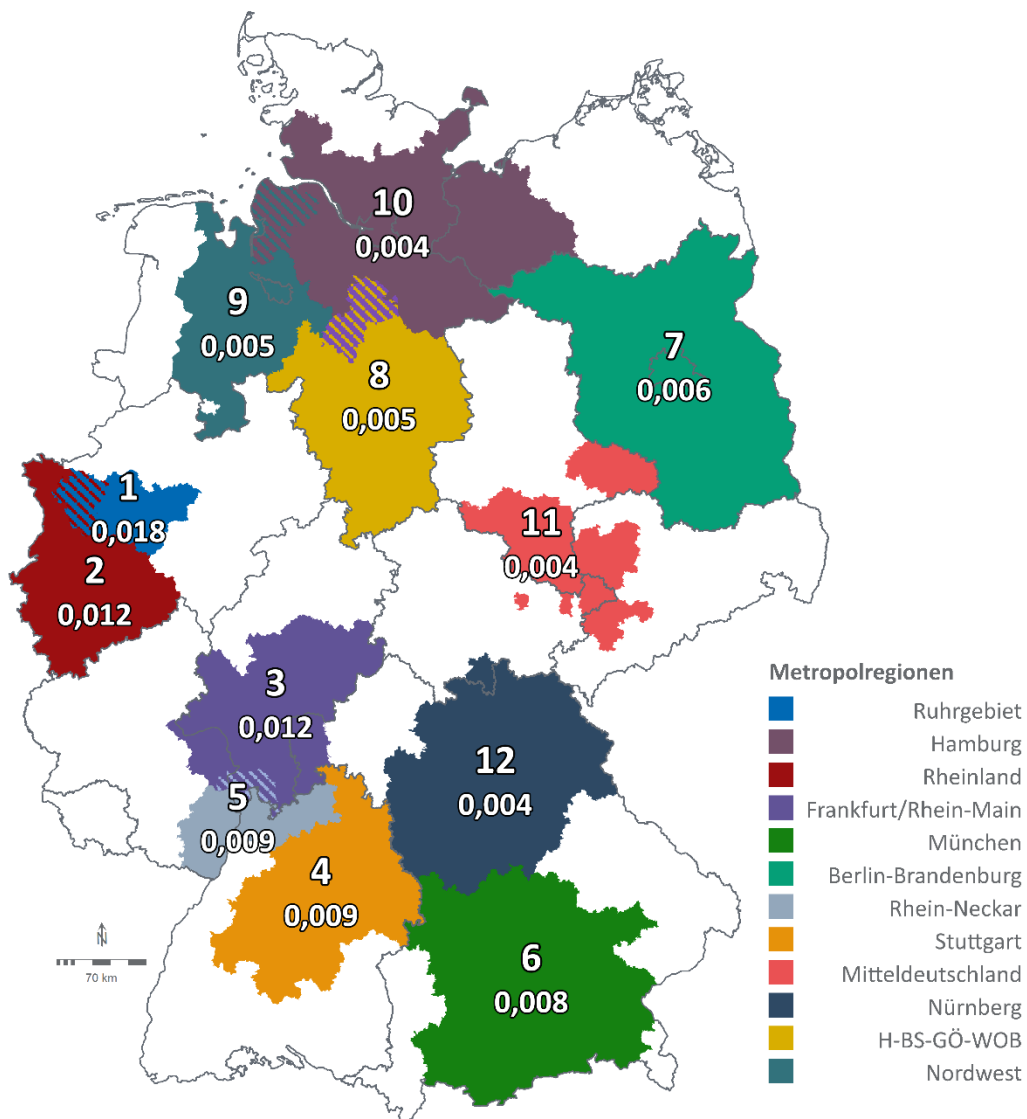 10
0,004
9
0,005
7
0,006
8
0,005
1
0,018
2
0,012
11
0,004
3
0,012
12
0,004
5
0,009
4
0,009
6
0,008
N
70 km
Metropolregionen
Ruhrgebiet
Hamburg
Rheinland
Frankfurt/Rhein-Main
München
Berlin-Brandenburg
Rhein-Neckar
Stuttgart
Mitteldeutschland
Nürnberg
H-BS-GÖ-WOB
Nordwest